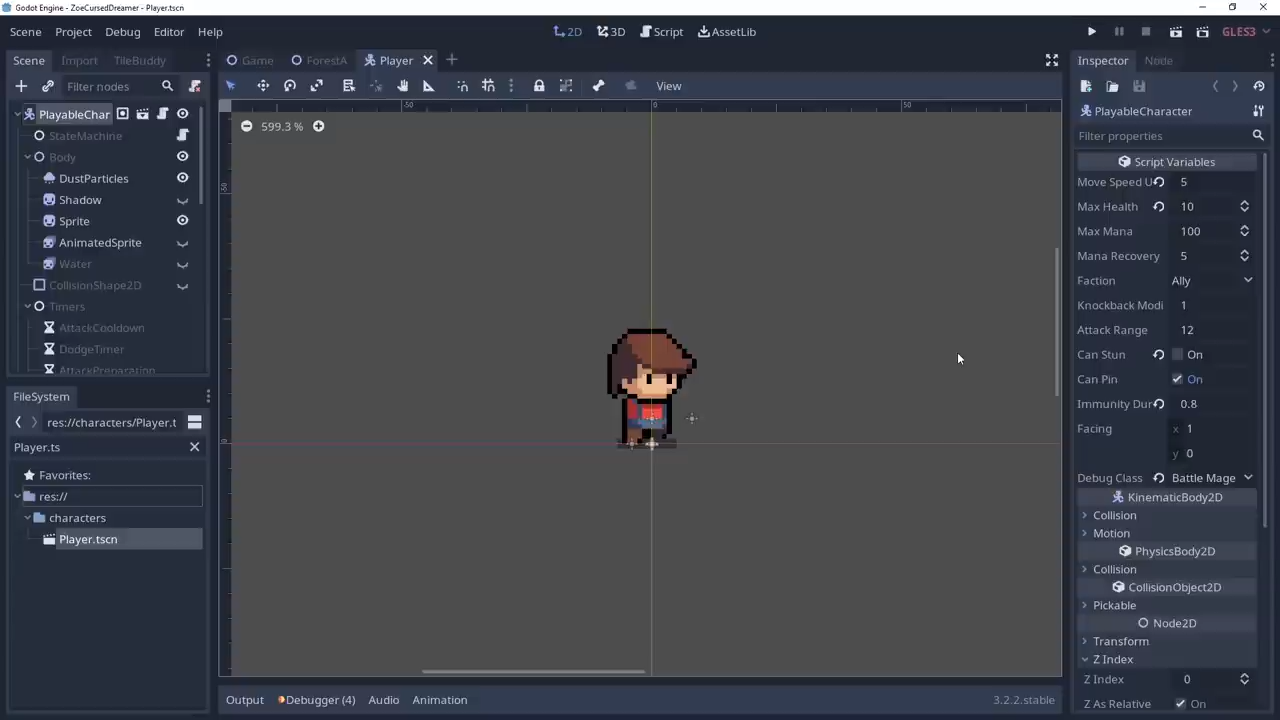 Godot Engine - ZoeCursedDreamer - Player.tscn
Scene Project Debug Editor Help
2D 3D Script AssetLib
GLES3
Scene Import TileBuddy
Game ForestA Player
Inspector Node
Filter nodes
View
PlayableChar
StateMachine
Body
DustParticles
Shadow
Sprite
AnimatedSprite
Water
CollisionShape2D
Timers
AttackCooldown
DodgeTimer
AttackPreparation
FileSystem
res://characters/Player.t
Player.ts
Favorites:
res://
characters
Player.tscn
-50 0 50
599.3 %
-50
0
PlayableCharacter
Filter properties
Script Variables
Move Speed U 5
Max Health 10
Max Mana 100
Mana Recovery 5
Faction Ally
Knockback Modi 1
Attack Range 12
Can Stun On
Can Pin On
Immunity Dur 0.8
Facing x 1
y 0
Debug Class Battle Mage
KinematicBody2D
Collision
Motion
PhysicsBody2D
Collision
CollisionObject2D
Pickable
Node2D
Transform
Z Index
Z Index 0
Z As Relative On
Output Debugger (4) Audio Animation
3.2.2.stable